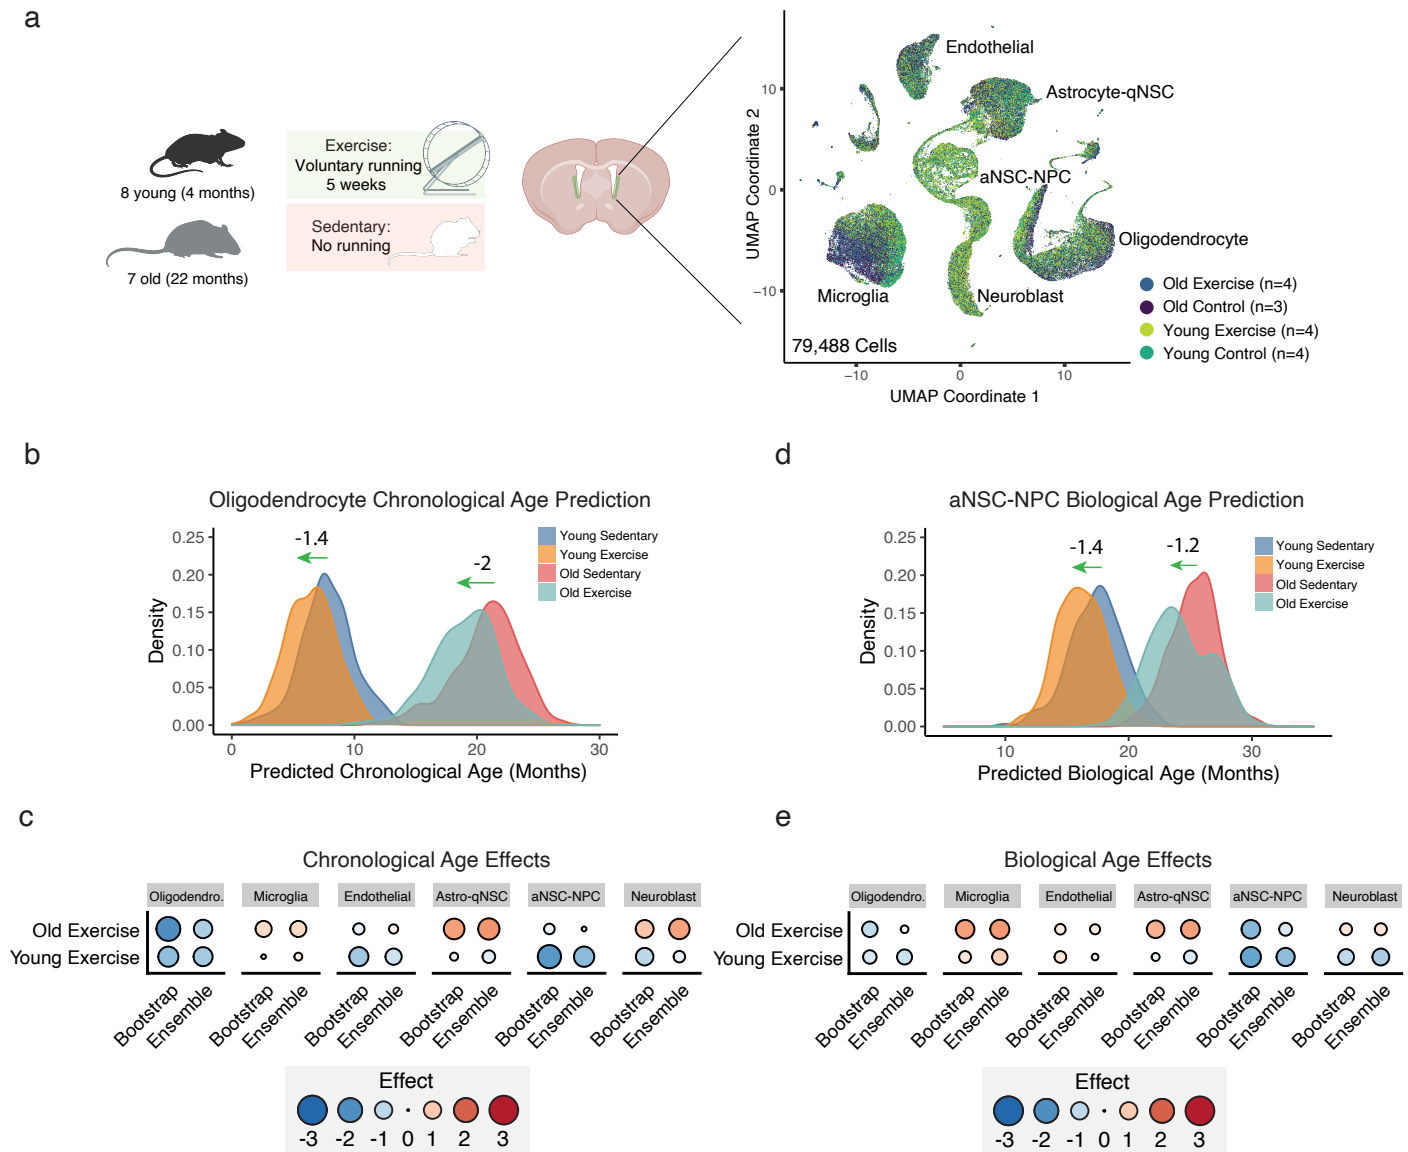 a
8 young (4 months)
7 old (22 months)
Exercise:
Voluntary running
5 weeks
Sedentary:
No running
UMAP Coordinate 2
10
0
−10
Endothelial
Astrocyte-qNSC
aNSC-NPC
Oligodendrocyte
Microglia
Neuroblast
79,488 Cells
Old Exercise (n=4)
Old Control (n=3)
Young Exercise (n=4)
Young Control (n=4)
−10 0 10
UMAP Coordinate 1
b
Oligodendrocyte Chronological Age Prediction
Density
0.25
0.20
0.15
0.10
0.05
0.00
-1.4
-2
Young Sedentary
Young Exercise
Old Sedentary
Old Exercise
0 10 20 30
Predicted Chronological Age (Months)
d
aNSC-NPC Biological Age Prediction
Density
0.25
0.20
0.15
0.10
0.05
0.00
-1.4
-1.2
Young Sedentary
Young Exercise
Old Sedentary
Old Exercise
10 20 30
Predicted Biological Age (Months)
c
Chronological Age Effects
Oligodendro. Microglia Endothelial Astro-qNSC aNSC-NPC Neuroblast
Old Exercise
Young Exercise
Bootstrap Ensemble Bootstrap Ensemble Bootstrap Ensemble Bootstrap Ensemble Bootstrap Ensemble Bootstrap Ensemble
Effect
-3 -2 -1 0 1 2 3
e
Biological Age Effects
Oligodendro. Microglia Endothelial Astro-qNSC aNSC-NPC Neuroblast
Old Exercise
Young Exercise
Bootstrap Ensemble Bootstrap Ensemble Bootstrap Ensemble Bootstrap Ensemble Bootstrap Ensemble Bootstrap Ensemble
Effect
-3 -2 -1 0 1 2 3